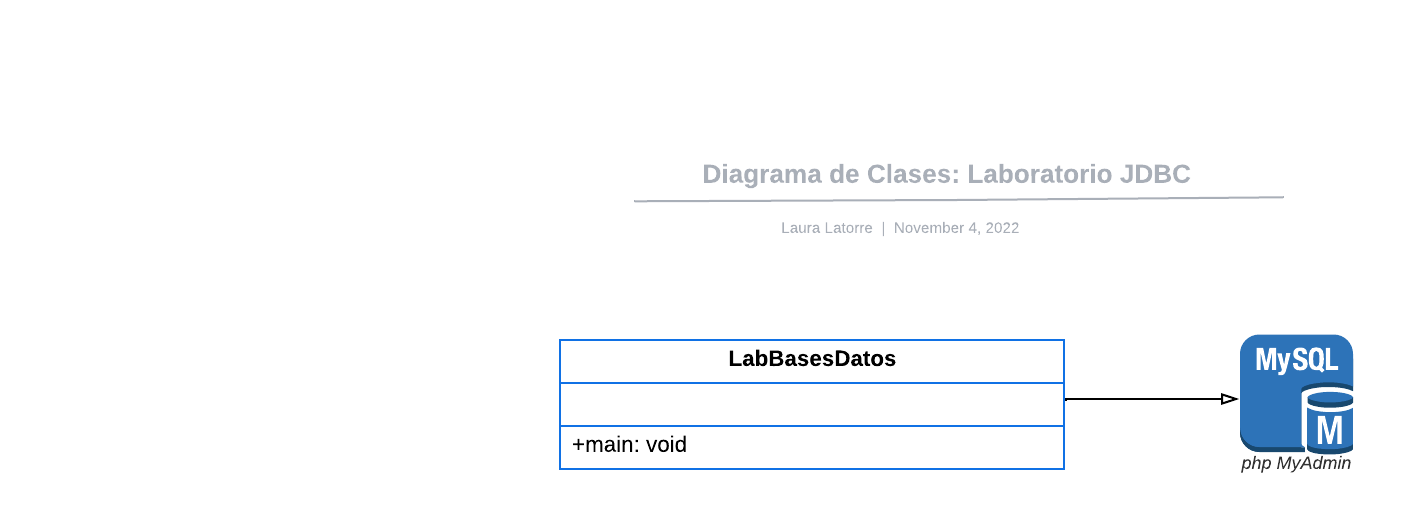 Diagrama de Clases: Laboratorio JDBC
Laura Latorre | November 4, 2022
LabBasesDatos
+main: void
MySQL
M
php MyAdmin